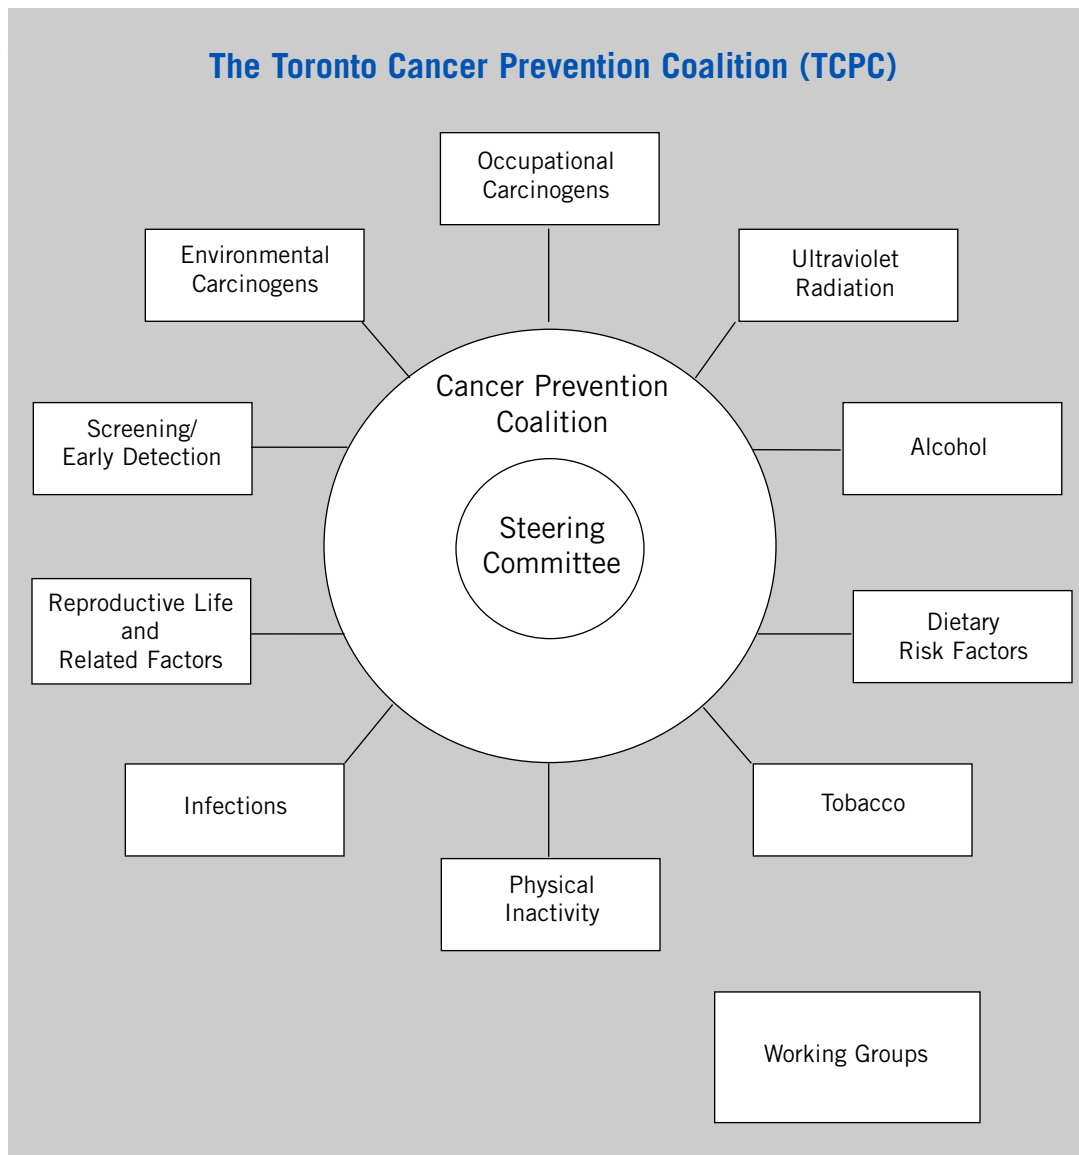 The Toronto Cancer Prevention Coalition (TCPC)
Occupational
Carcinogens
Environmental
Carcinogens
Ultraviolet
Radiation
Cancer Prevention
Coalition
Screening/
Early Detection
Alcohol
Steering
Committee
Reproductive Life
and
Related Factors
Dietary
Risk Factors
Infections
Tobacco
Physical
Inactivity
Working Groups